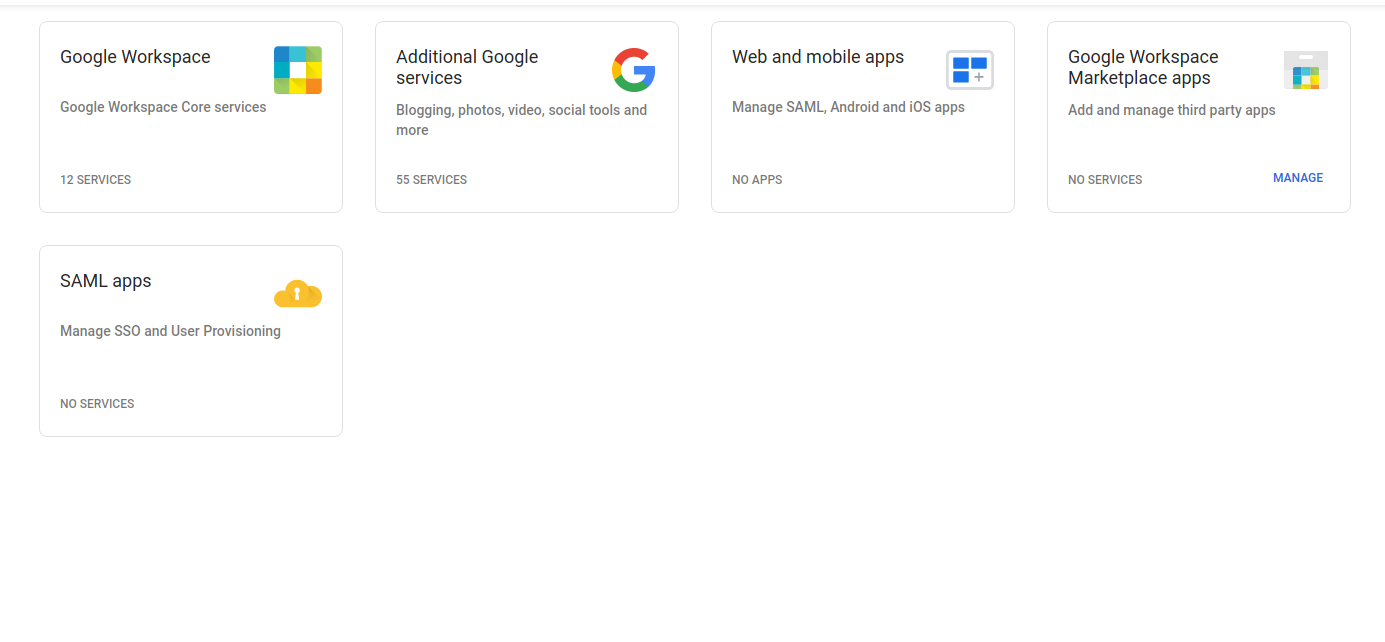 Google Workspace
Google Workspace Core services
12 SERVICES
Additional Google
services
Blogging, photos, video, social tools and
more
55 SERVICES
Web and mobile apps
Manage SAML, Android and iOS apps
NO APPS
Google Workspace
Marketplace apps
Add and manage third party apps
NO SERVICES
MANAGE
SAML apps
Manage SSO and User Provisioning
NO SERVICES